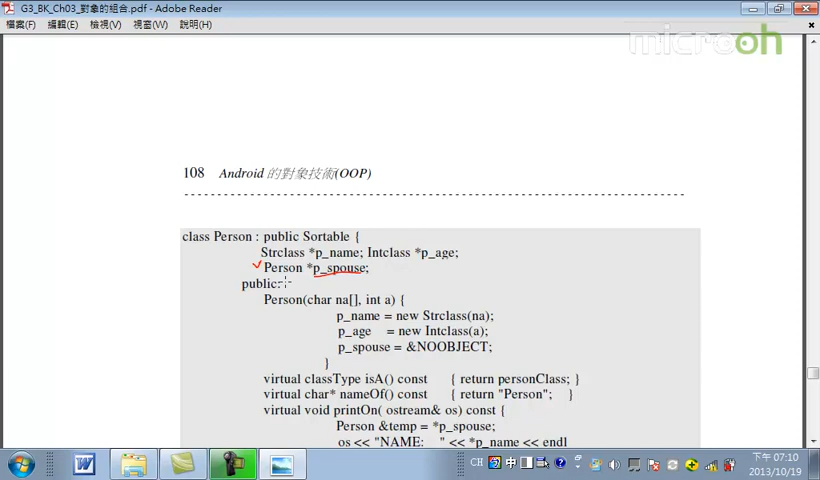 G3_BK_Ch03_對象的組合.pdf - Adobe Reader
檔案(F) 編輯(E) 檢視(V) 視窗(W) 說明(H)
microoh
108 Android 的對象技術(OOP)
class Person : public Sortable {
Strclass *p_name; Intclass *p_age;
Person *p_spouse;
public:
Person(char na[], int a) {
p_name = new Strclass(na);
p_age = new Intclass(a);
p_spouse = &NOOBJECT;
}
virtual classType isA() const { return personClass; }
virtual char* nameOf() const { return "Person"; }
virtual void printOn( ostream& os) const {
Person &temp = *p_spouse;
os << "NAME: " << *p_name << endl
CH 中
下午 07:10
2013/10/19